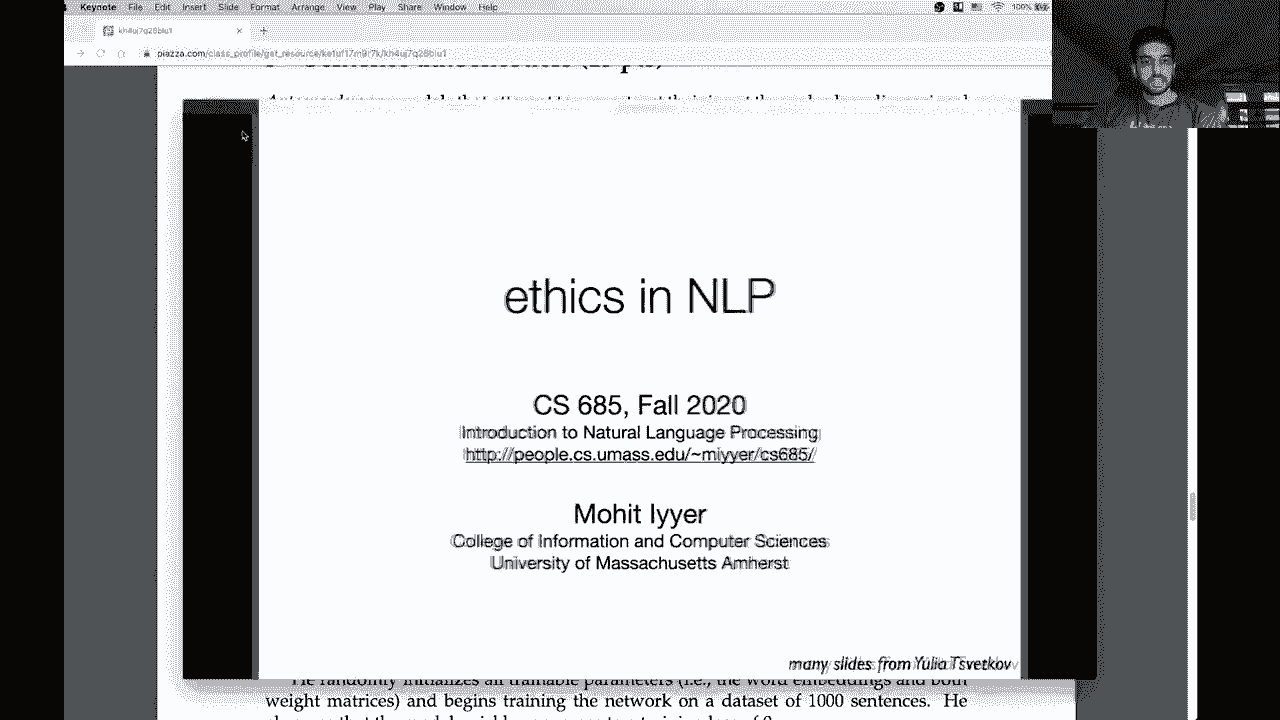 Keynote File Edit Insert Slide Format Arrange View Play Share Window Help 100%
kh4uj7q28biu1
piazza.com/class_profile/get_resource/ke1uf17m9r7k/kh4uj7q28biu1
ethics in NLP
CS 685, Fall 2020
Introduction to Natural Language Processing
http://people.cs.umass.edu/~miyyer/cs685/
Mohit Iyyer
College of Information and Computer Sciences
University of Massachusetts Amherst
many slides from Yulia Tsvetkov
He randomly initializes all trainable parameters (i.e., the word embeddings and both
weight matrices) and begins training the network on a dataset of 1000 sentences. He